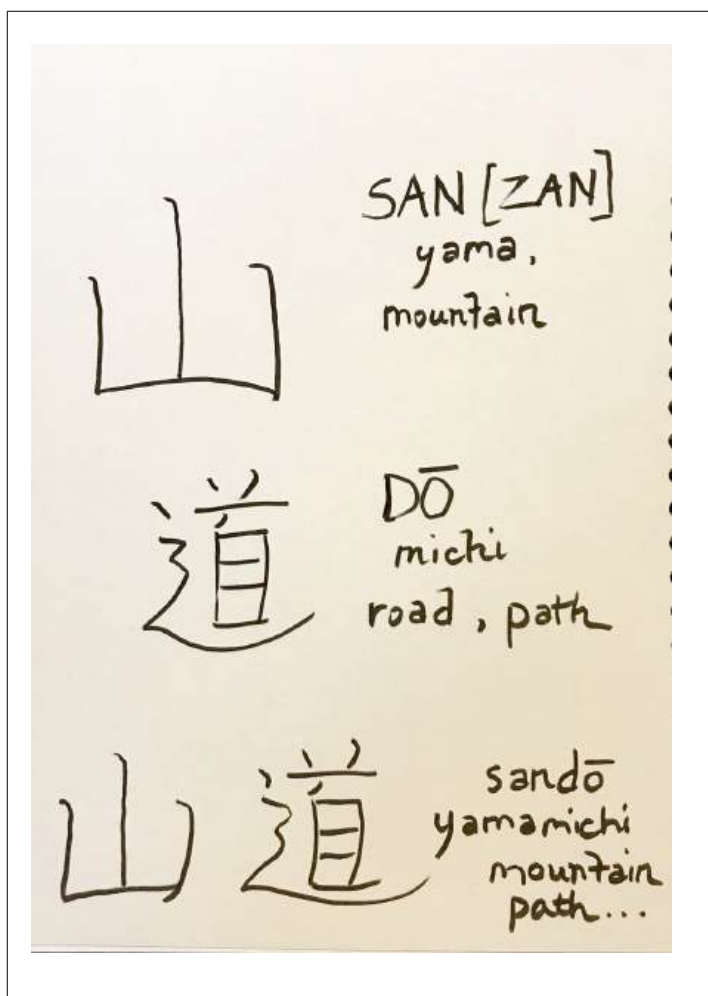 山
SAN [ZAN]
yama,
mountain
道
DŌ
michi
road, path
山道
sandō
yamamichi
mountain
path...